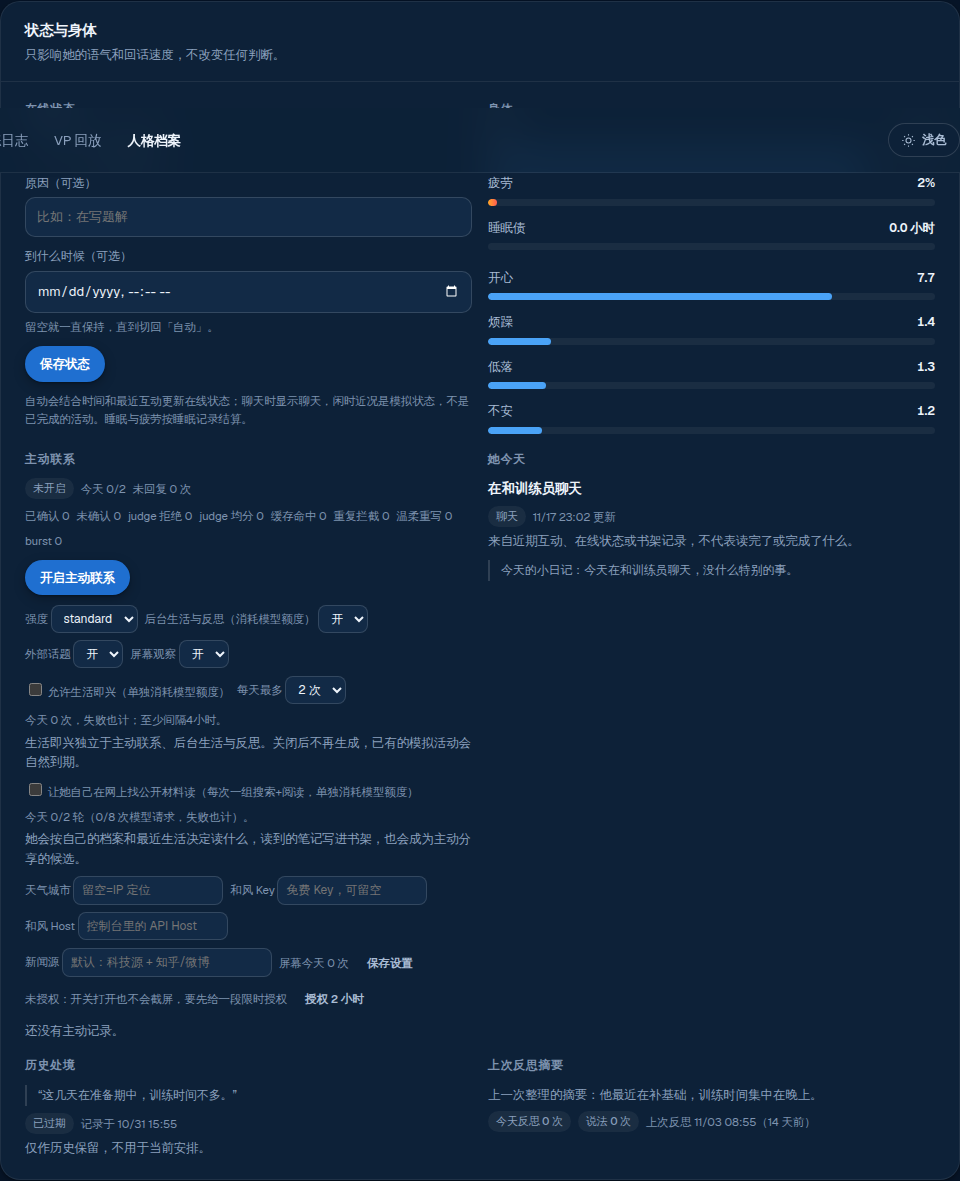 状态与身体
只影响她的语气和回话速度，不改变任何判断。
日志
VP 回放
人格档案
浅色
原因（可选）
比如：在写题解
到什么时候（可选）
mm/dd/yyyy, --:-- --
留空就一直保持，直到切回「自动」。
保存状态
自动会结合时间和最近互动更新在线状态；聊天时显示聊天，闲时近况是模拟状态，不是
已完成的活动。睡眠与疲劳按睡眠记录结算。
疲劳 2%
睡眠债 0.0 小时
开心 7.7
烦躁 1.4
低落 1.3
不安 1.2
主动联系
未开启 今天 0/2 未回复 0 次
已确认 0 未确认 0 judge 拒绝 0 judge 均分 0 缓存命中 0 重复拦截 0 温柔重写 0
burst 0
开启主动联系
强度 standard 后台生活与反思（消耗模型额度） 开
外部话题 开 屏幕观察 开
允许生活即兴（单独消耗模型额度） 每天最多 2 次
今天 0 次，失败也计；至少间隔4小时。
生活即兴独立于主动联系、后台生活与反思。关闭后不再生成，已有的模拟活动会
自然到期。
让她自己在网上找公开材料读（每次一组搜索+阅读，单独消耗模型额度）
今天 0/2 轮（0/8 次模型请求，失败也计）。
她会按自己的档案和最近生活决定读什么，读到的笔记写进书架，也会成为主动分
享的候选。
天气城市 留空=IP 定位 和风 Key 免费 Key，可留空
和风 Host 控制台里的 API Host
新闻源 默认：科技源 + 知乎/微博 屏幕今天 0 次 保存设置
未授权：开关打开也不会截屏，要先给一段限时授权 授权 2 小时
还没有主动记录。
她今天
在和训练员聊天
聊天 11/17 23:02 更新
来自近期互动、在线状态或书架记录，不代表读完了或完成了什么。
今天的小日记：今天在和训练员聊天，没什么特别的事。
历史处境
“这几天在准备期中，训练时间不多。”
已过期 记录于 10/31 15:55
仅作历史保留，不用于当前安排。
上次反思摘要
上一次整理的摘要：他最近在补基础，训练时间集中在晚上。
今天反思 0 次 说法 0 次 上次反思 11/03 08:55（14 天前）